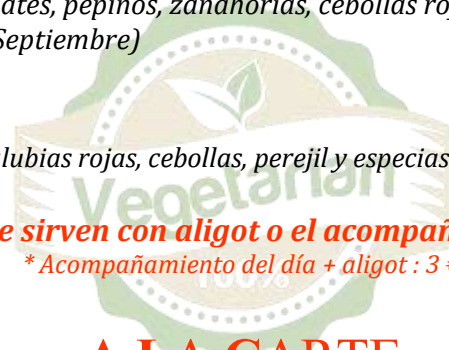 ates, pepinos, zanahorias, cebollas ro
Septiembre)
lubias rojas, cebollas, perejil y especias
Vegetarian
e sirven con aligot o el acompañ
* Acompañamiento del día + aligot : 3 €
100%
A LA CARTE